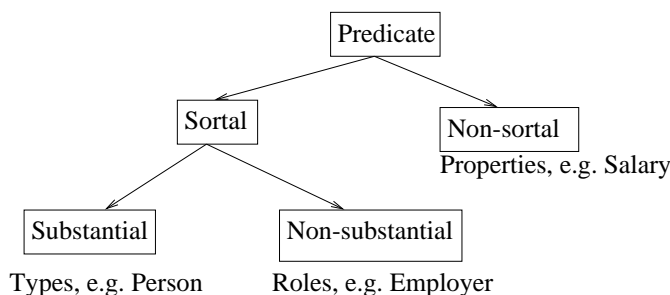 Predicate
Sortal
Non-sortal
Properties, e.g. Salary
Substantial
Non-substantial
Types, e.g. Person
Roles, e.g. Employer